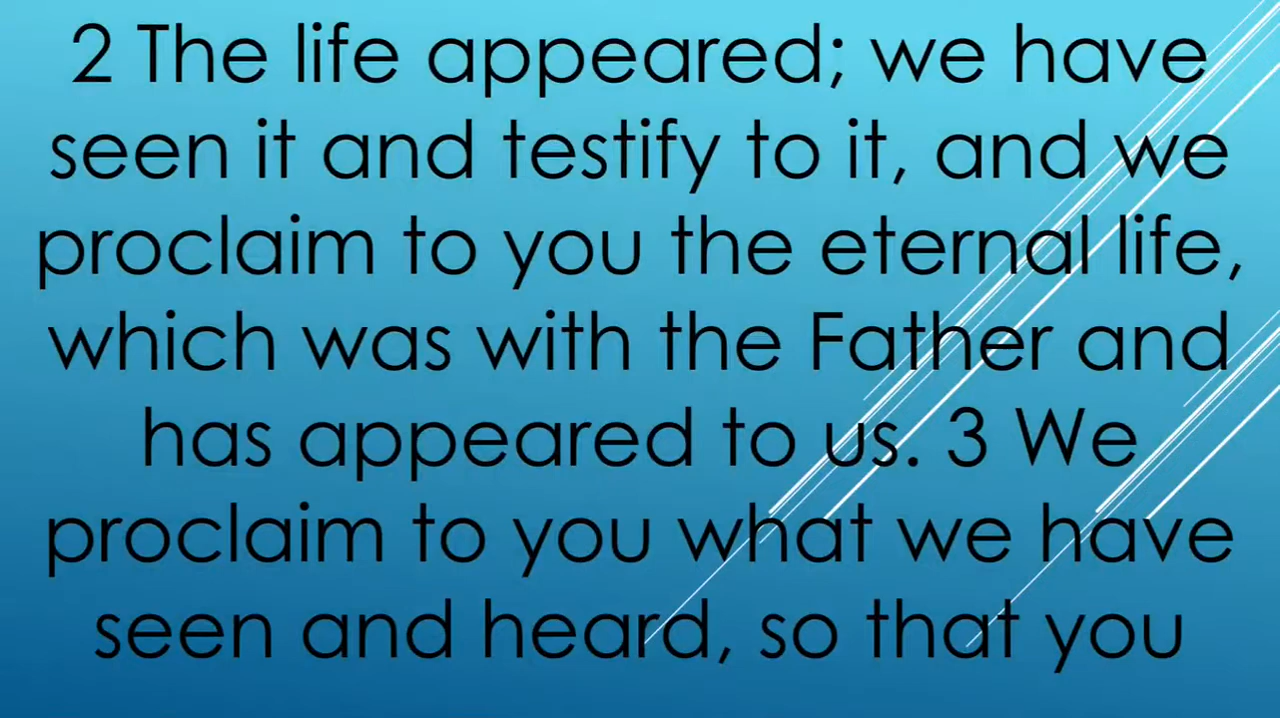 2 The life appeared; we have
seen it and testify to it, and we
proclaim to you the eternal life,
which was with the Father and
has appeared to us. 3 We
proclaim to you what we have
seen and heard, so that you